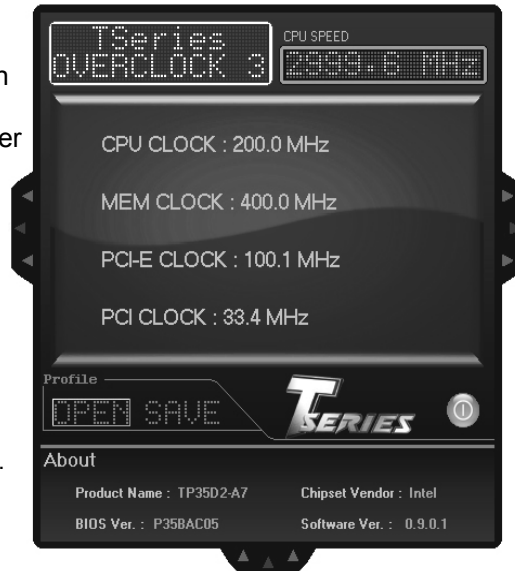 TSeries
OVERCLOCK 3
CPU SPEED
2999.6 MHz
CPU CLOCK : 200.0 MHz
MEM CLOCK : 400.0 MHz
PCI-E CLOCK : 100.1 MHz
PCI CLOCK : 33.4 MHz
Profile
OPEN SAVE
TSERIES
About
Product Name : TP35D2-A7 Chipset Vendor : Intel
BIOS Ver. : P35BAC05 Software Ver. : 0.9.0.1